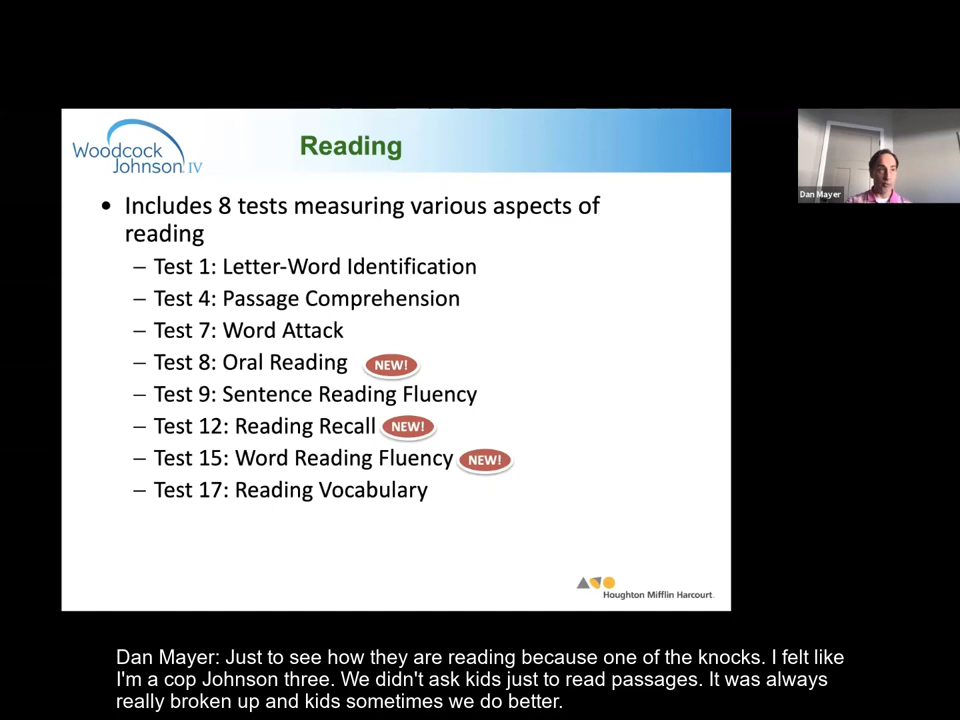 Woodcock
Johnson IV
Reading
• Includes 8 tests measuring various aspects of
reading
– Test 1: Letter-Word Identification
– Test 4: Passage Comprehension
– Test 7: Word Attack
– Test 8: Oral Reading NEW!
– Test 9: Sentence Reading Fluency
– Test 12: Reading Recall NEW!
– Test 15: Word Reading Fluency NEW!
– Test 17: Reading Vocabulary
Houghton Mifflin Harcourt
Dan Mayer
Dan Mayer: Just to see how they are reading because one of the knocks. I felt like
I'm a cop Johnson three. We didn't ask kids just to read passages. It was always
really broken up and kids sometimes we do better.